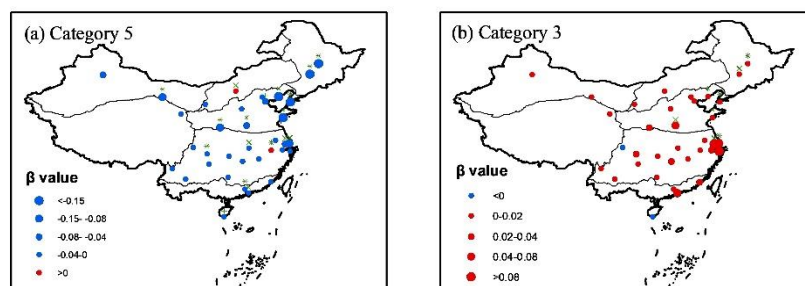 (a) Category 5
β value
<-0.15
-0.15- -0.08
-0.08- -0.04
-0.04-0
>0
(b) Category 3
β value
<0
0-0.02
0.02-0.04
0.04-0.08
>0.08